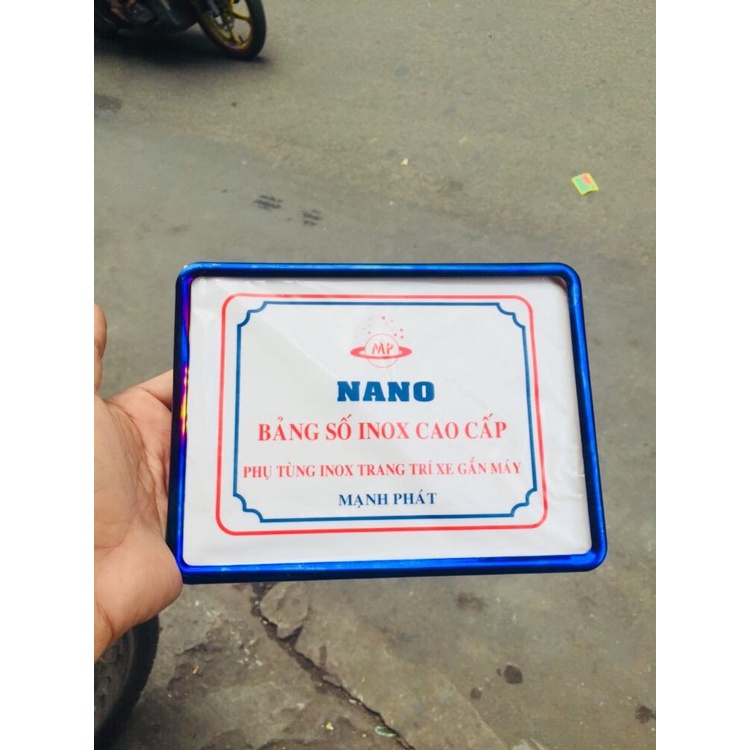 MP
NANO
BẢNG SỐ INOX CAO CẤP
PHỤ TÙNG INOX TRANG TRÍ XE GẮN MÁY
MẠNH PHÁT